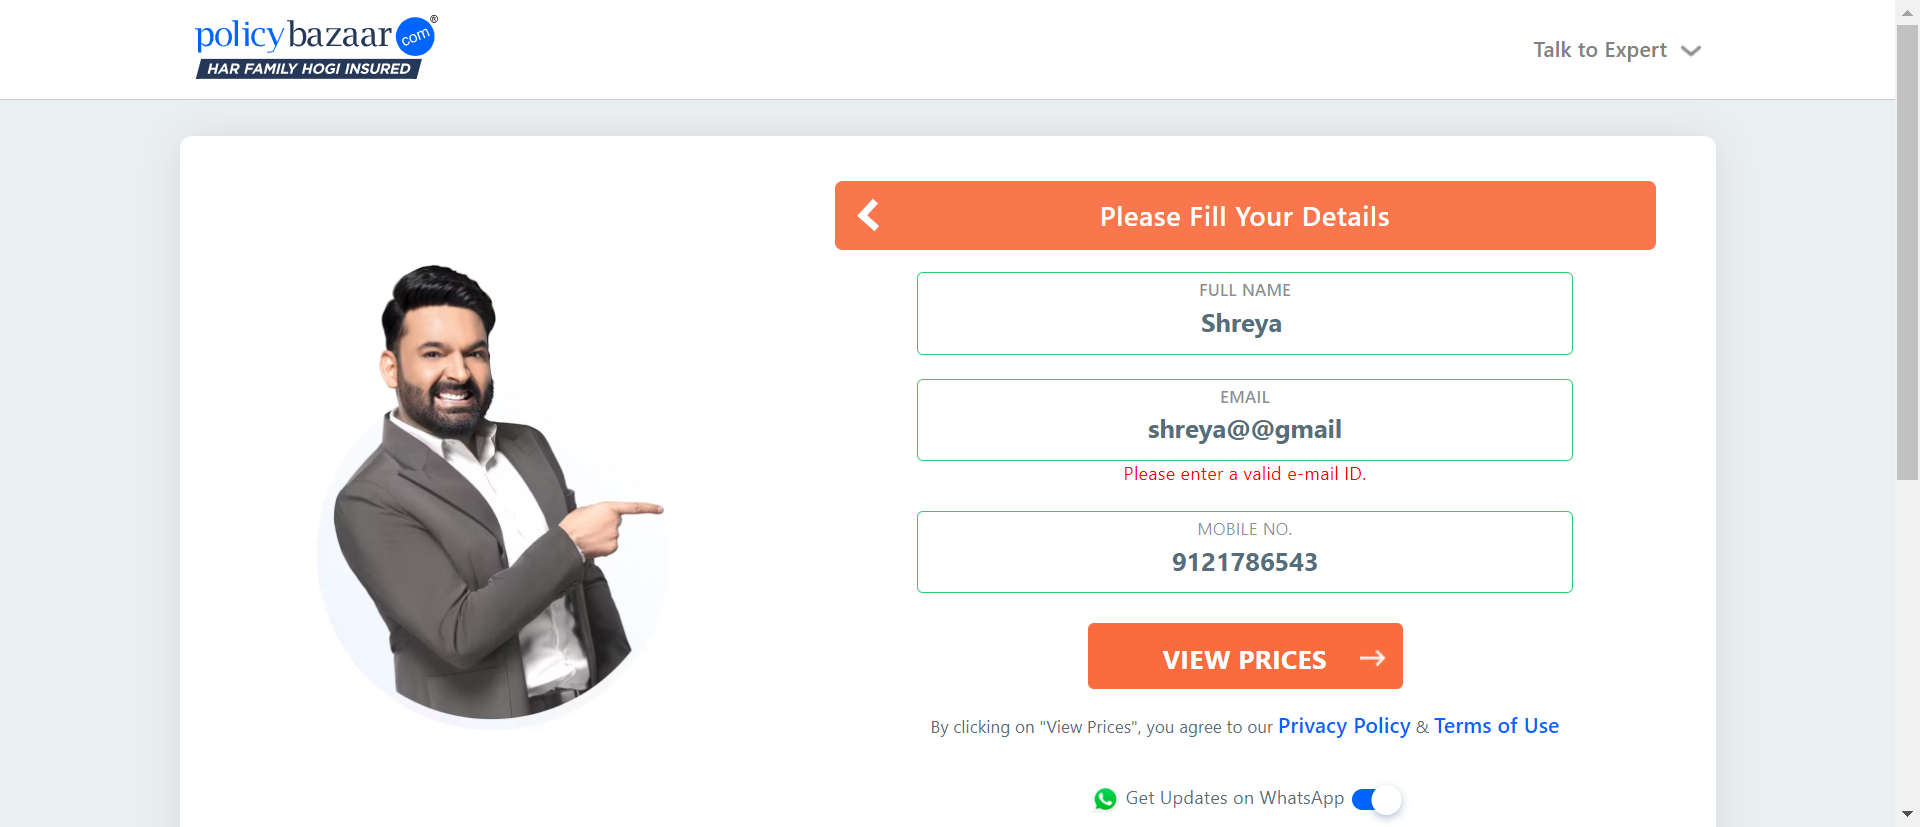 policybazaar com ®
HAR FAMILY HOGI INSURED
Talk to Expert
Please Fill Your Details
FULL NAME
Shreya
EMAIL
shreya@@gmail
Please enter a valid e-mail ID.
MOBILE NO.
9121786543
VIEW PRICES
By clicking on "View Prices", you agree to our Privacy Policy & Terms of Use
Get Updates on WhatsApp